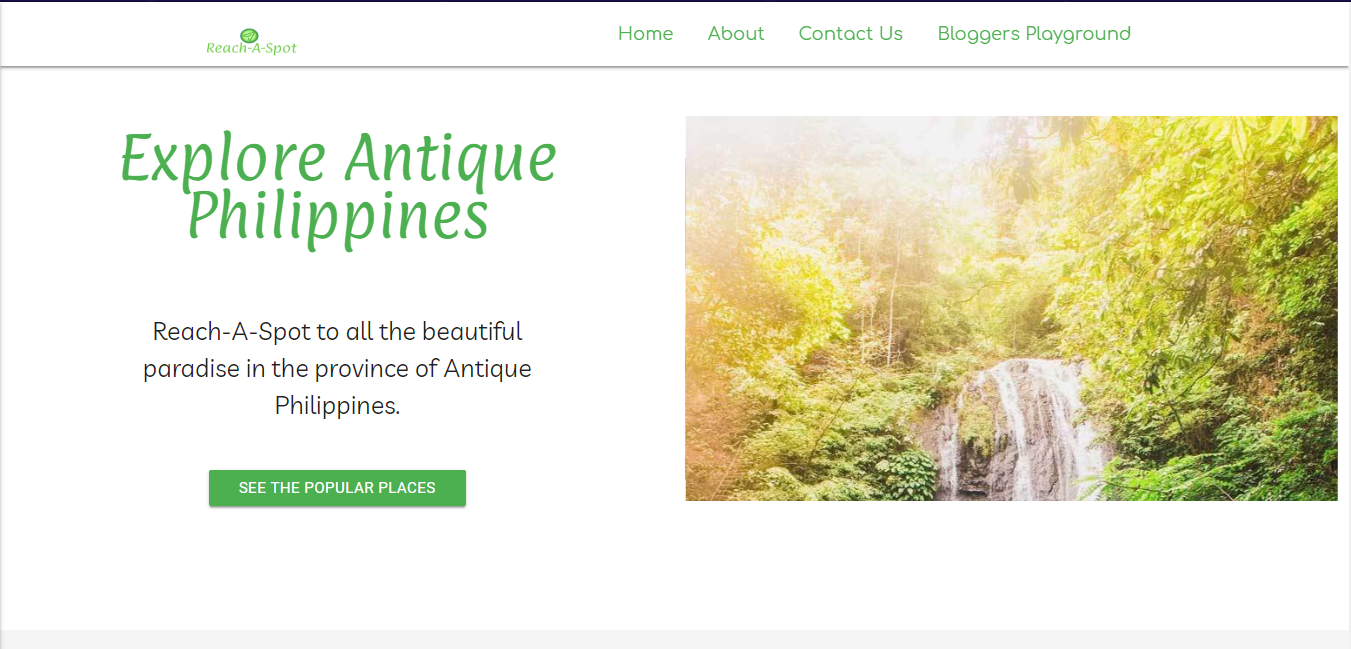 Reach-A-Spot
Home About Contact Us Bloggers Playground
Explore Antique
Philippines
Reach-A-Spot to all the beautiful
paradise in the province of Antique
Philippines.
SEE THE POPULAR PLACES